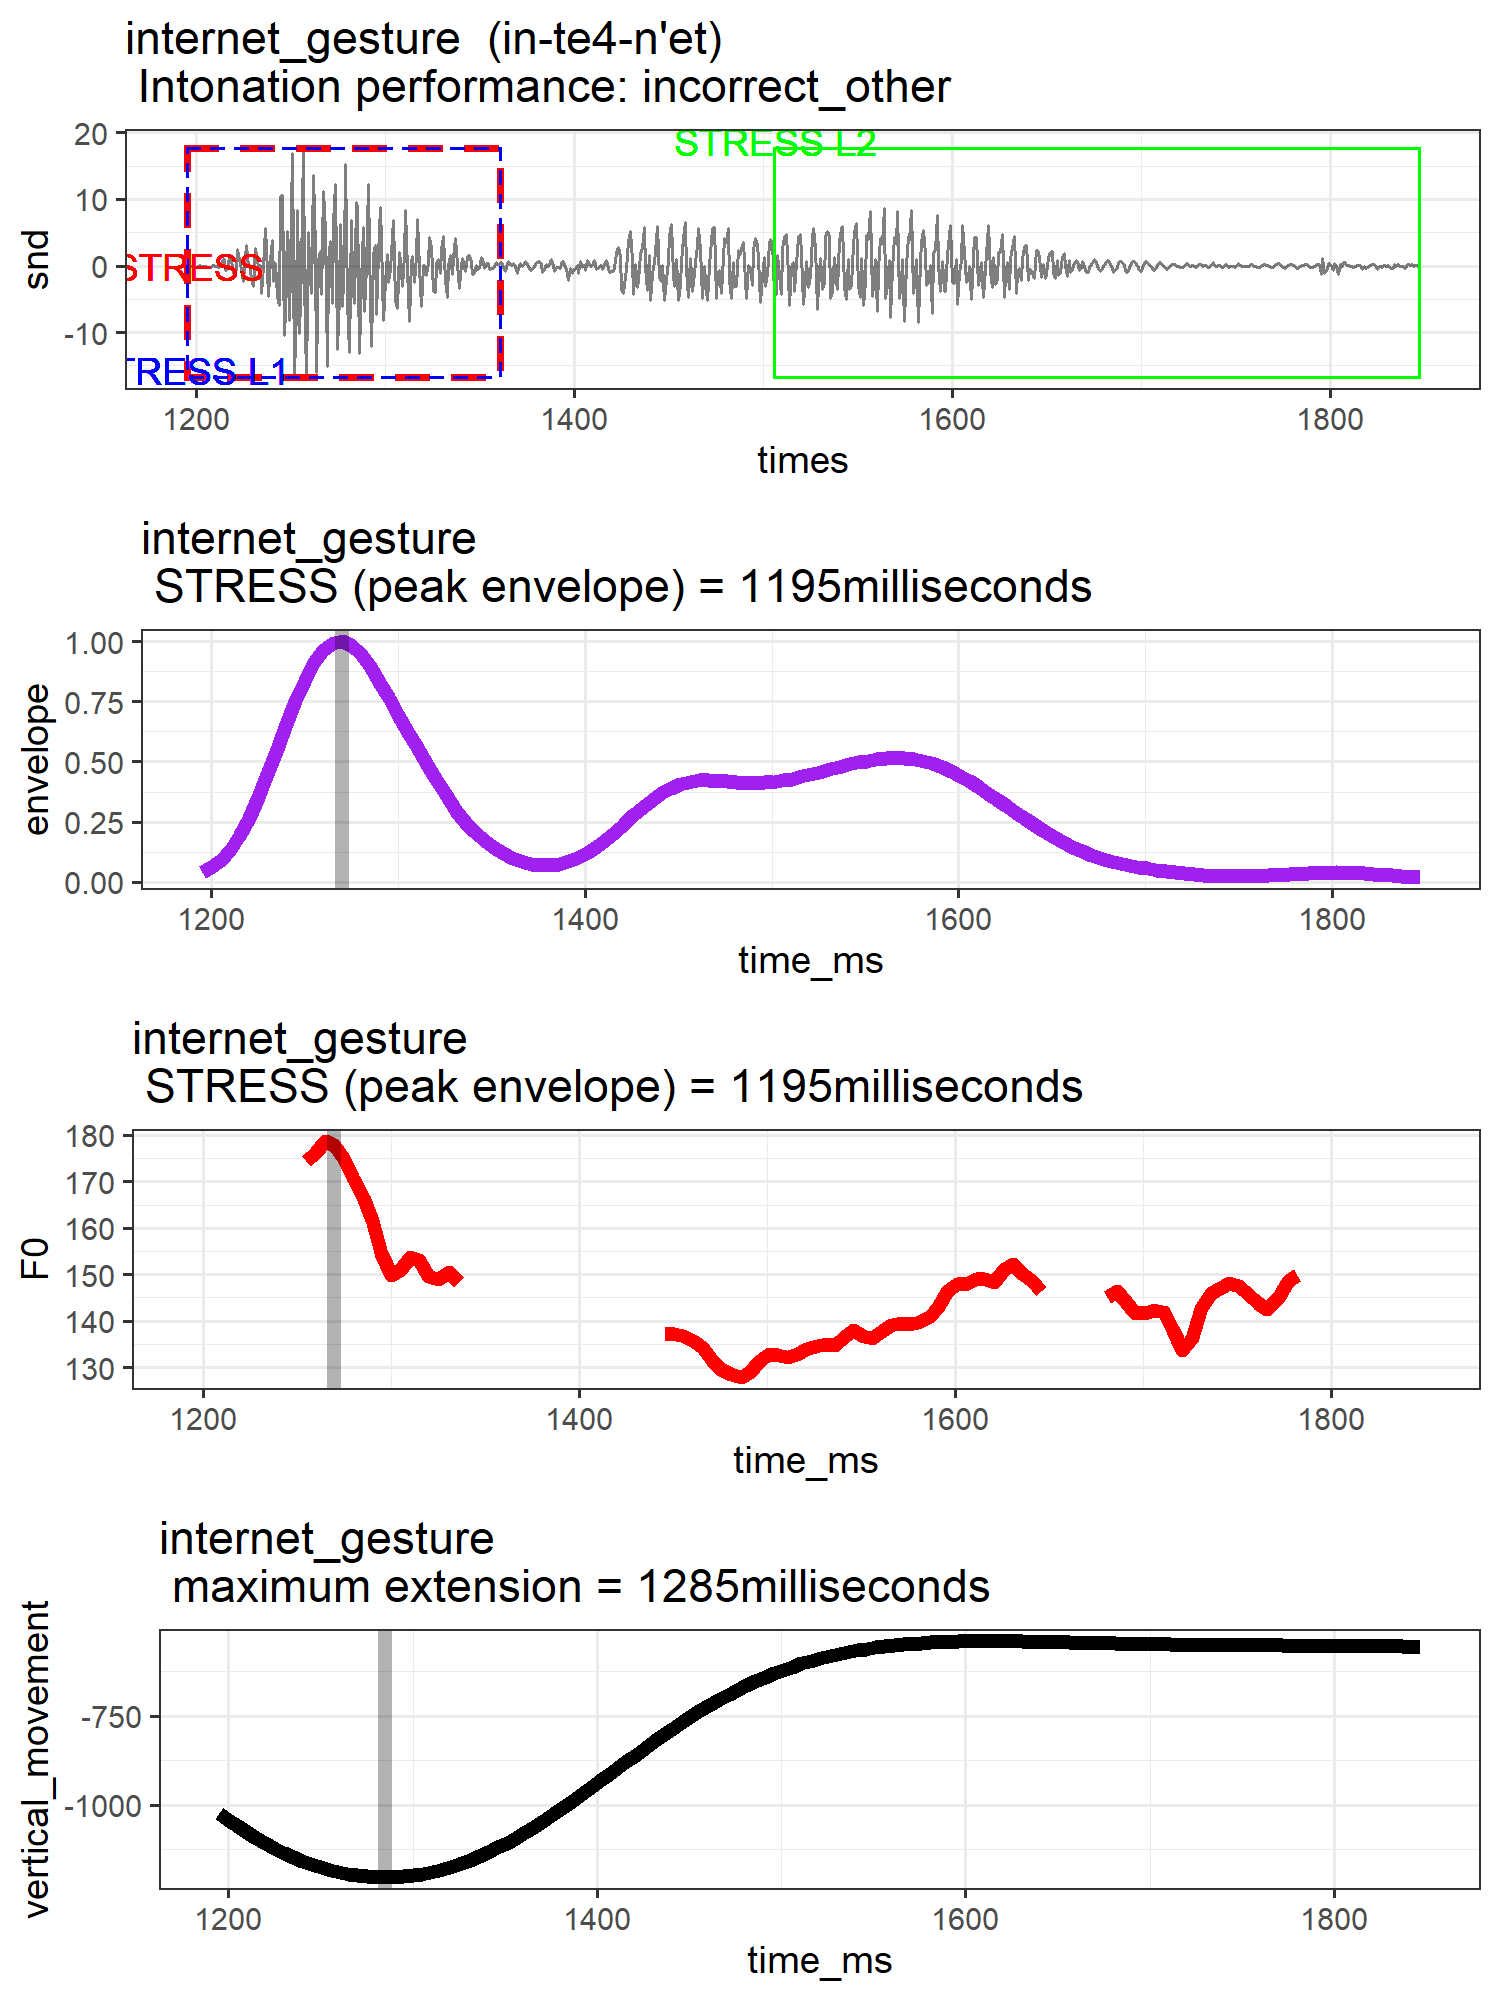 internet_gesture (in-te4-n'et)
Intonation performance: incorrect_other
snd
20
10
0
-10
STRESS L2
STRESS
TRESS L1
1200
1400
1600
1800
times
internet_gesture
STRESS (peak envelope) = 1195milliseconds
envelope
1.00
0.75
0.50
0.25
0.00
1200
1400
1600
1800
time_ms
internet_gesture
STRESS (peak envelope) = 1195milliseconds
F0
180
170
160
150
140
130
1200
1400
1600
1800
time_ms
internet_gesture
maximum extension = 1285milliseconds
vertical_movement
-750
-1000
1200
1400
1600
1800
time_ms